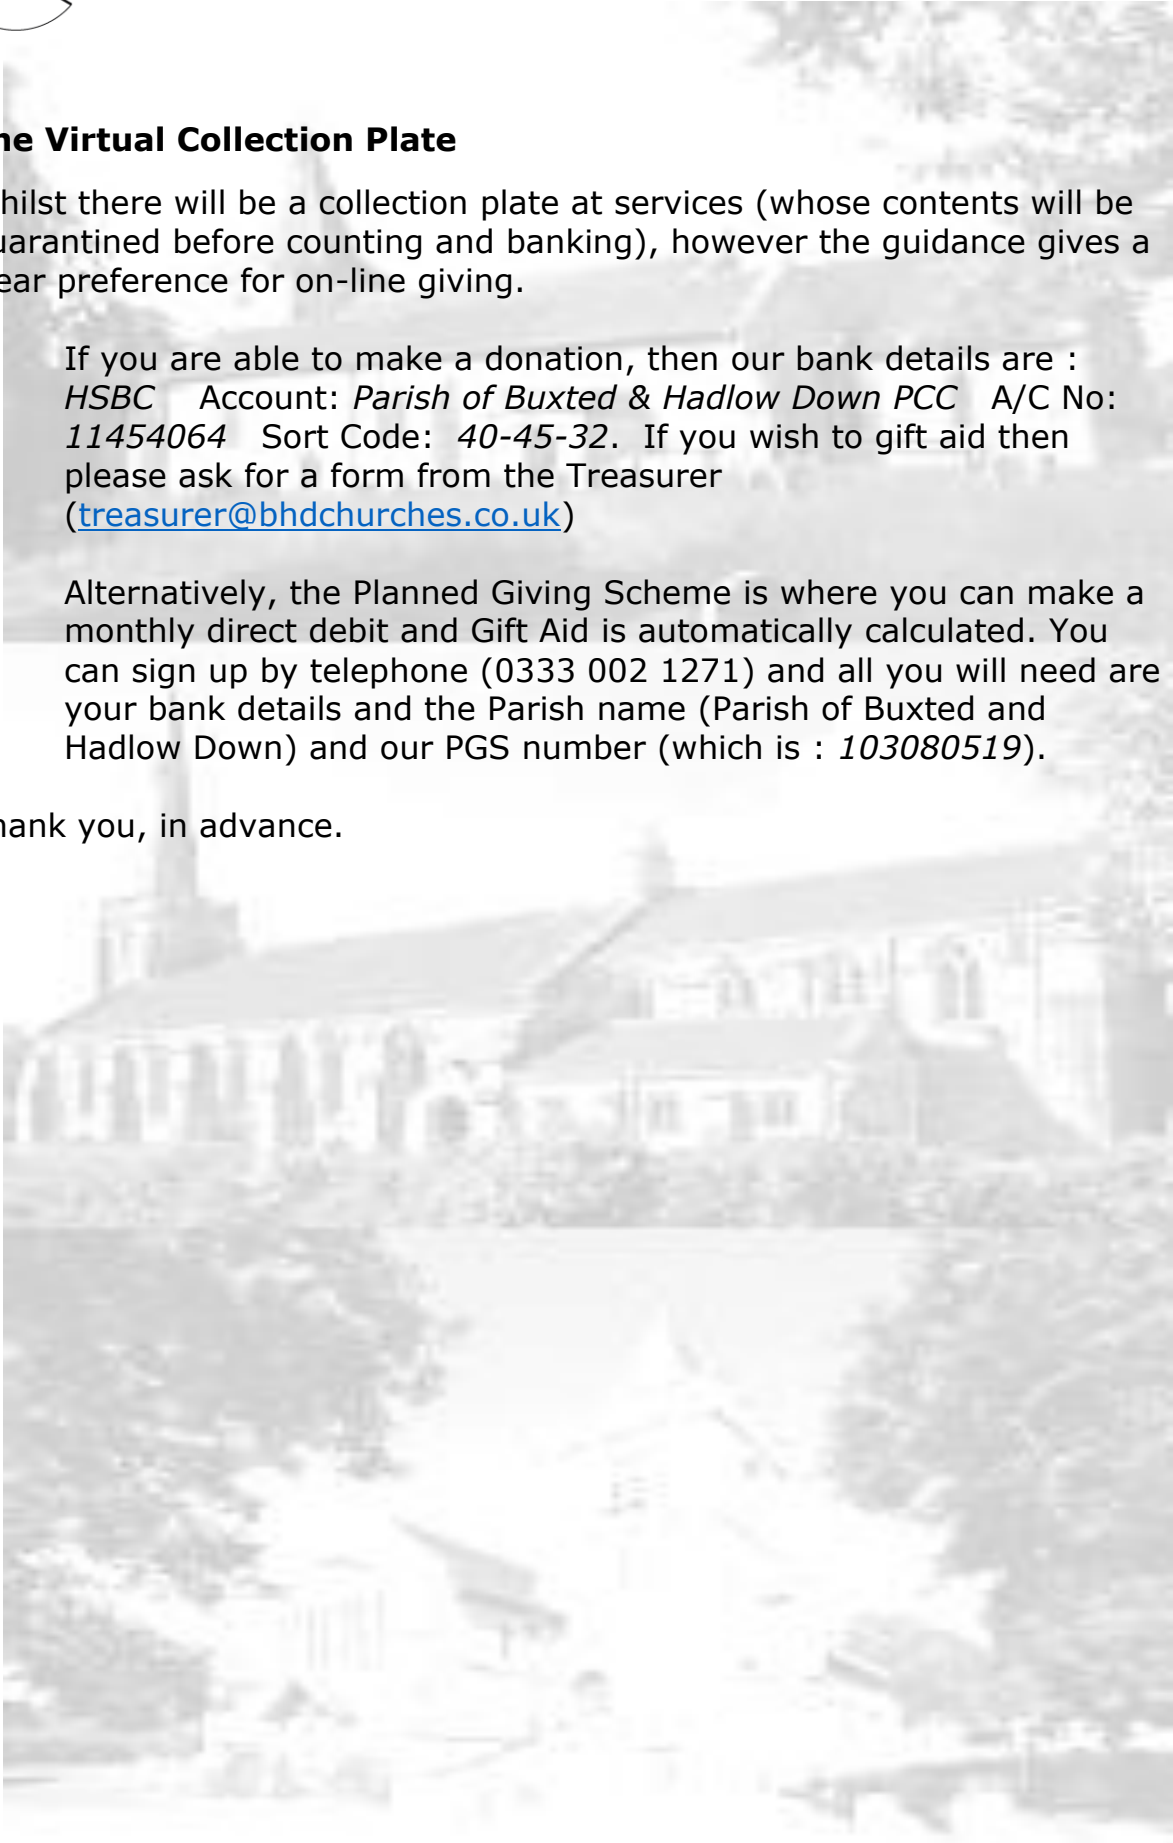 he Virtual Collection Plate
hilst there will be a collection plate at services (whose contents will be
uarantined before counting and banking), however the guidance gives a
ear preference for on-line giving.
If you are able to make a donation, then our bank details are :
HSBC Account: Parish of Buxted & Hadlow Down PCC A/C No:
11454064 Sort Code: 40-45-32. If you wish to gift aid then
please ask for a form from the Treasurer
(treasurer@bhdchurches.co.uk)
Alternatively, the Planned Giving Scheme is where you can make a
monthly direct debit and Gift Aid is automatically calculated. You
can sign up by telephone (0333 002 1271) and all you will need are
your bank details and the Parish name (Parish of Buxted and
Hadlow Down) and our PGS number (which is : 103080519).
hank you, in advance.